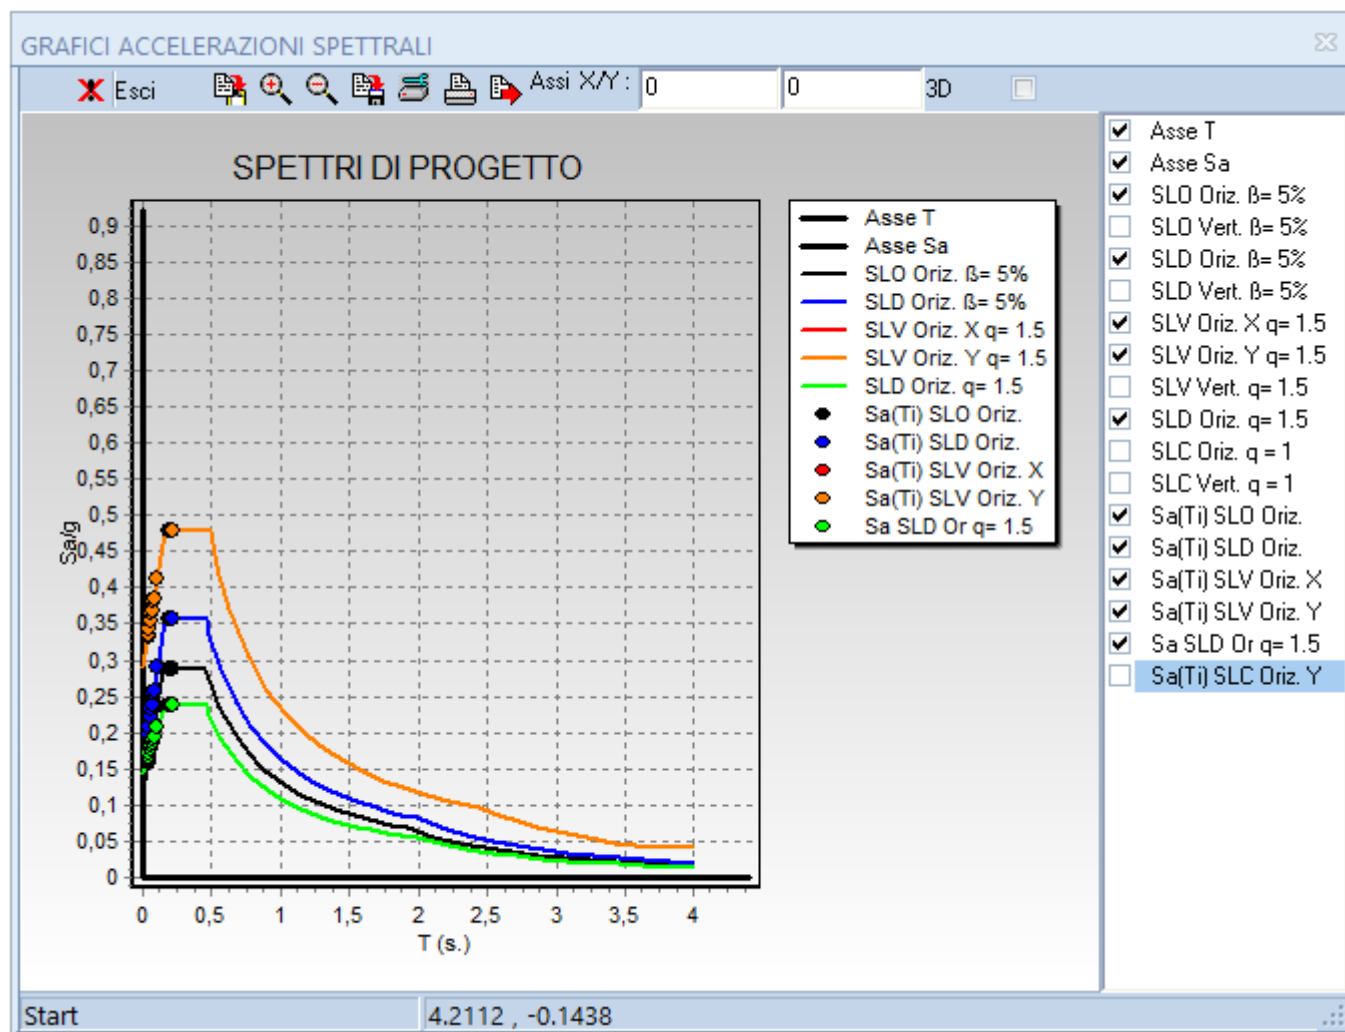 GRAFICI ACCELERAZIONI SPETTRALI
Esci
Assi X/Y :
0
0
3D
SPETTRI DI PROGETTO
Sa/g
0,9
0,85
0,8
0,75
0,7
0,65
0,6
0,55
0,5
0,45
0,4
0,35
0,3
0,25
0,2
0,15
0,1
0,05
0
0
0,5
1
1,5
2
2,5
3
3,5
4
T (s.)
Asse T
Asse Sa
SLO Oriz. ß= 5%
SLD Oriz. ß= 5%
SLV Oriz. X q= 1.5
SLV Oriz. Y q= 1.5
SLD Oriz. q= 1.5
Sa(Ti) SLO Oriz.
Sa(Ti) SLD Oriz.
Sa(Ti) SLV Oriz. X
Sa(Ti) SLV Oriz. Y
Sa SLD Or q= 1.5
Asse T
Asse Sa
SLO Oriz. ß= 5%
SLO Vert. ß= 5%
SLD Oriz. ß= 5%
SLD Vert. ß= 5%
SLV Oriz. X q= 1.5
SLV Oriz. Y q= 1.5
SLV Vert. q= 1.5
SLD Oriz. q= 1.5
SLC Oriz. q = 1
SLC Vert. q = 1
Sa(Ti) SLO Oriz.
Sa(Ti) SLD Oriz.
Sa(Ti) SLV Oriz. X
Sa(Ti) SLV Oriz. Y
Sa SLD Or q= 1.5
Sa(Ti) SLC Oriz. Y
Start
4.2112 , -0.1438